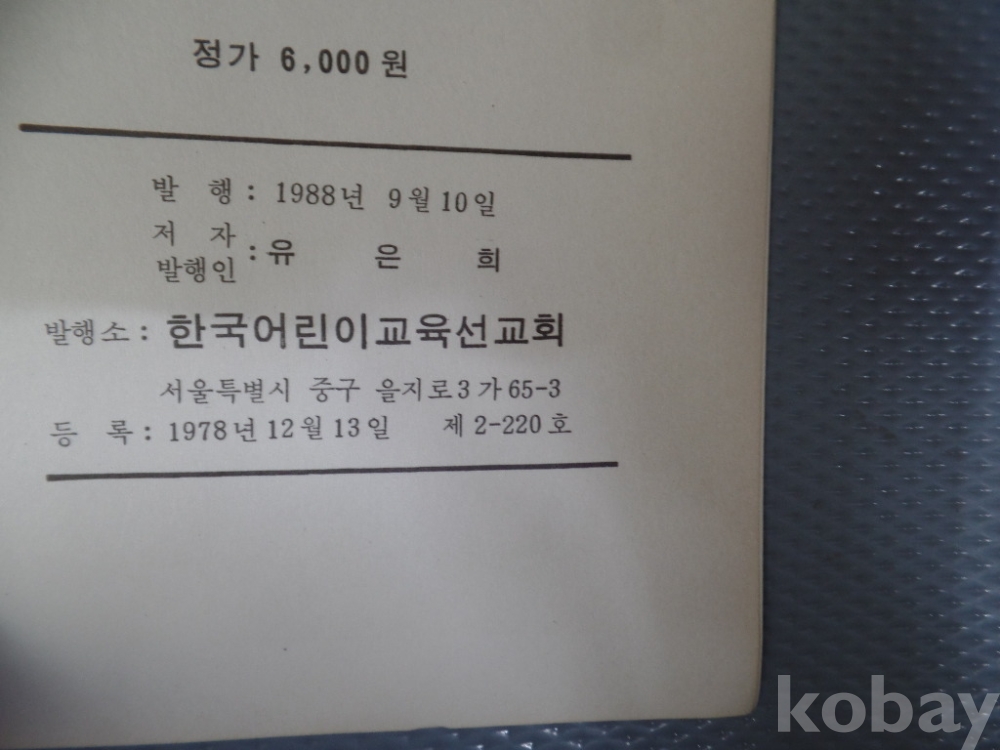 정가 6,000원
발 행 : 1988년 9월 10일
저 자
발행인 : 유 은 희
발행소 : 한국어린이교육선교회
서울특별시 중구 을지로3가 65-3
등 록 : 1978년 12월 13일 제 2-220호
kobay